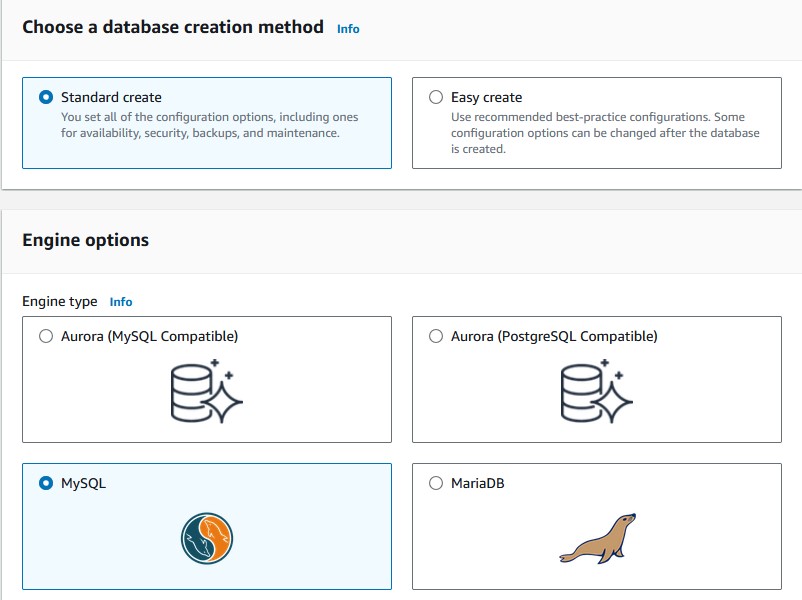 Choose a database creation method Info
Standard create
You set all of the configuration options, including ones
for availability, security, backups, and maintenance.
Easy create
Use recommended best-practice configurations. Some
configuration options can be changed after the database
is created.
Engine options
Engine type Info
Aurora (MySQL Compatible)
Aurora (PostgreSQL Compatible)
MySQL
MariaDB